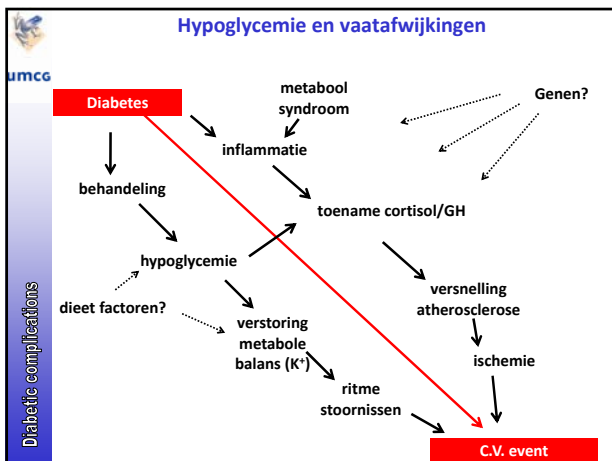 Hypoglycemie en vaatafwijkingen
umcg
Diabetes
metabool
syndroom
Genen?
inflammatie
behandeling
toename cortisol/GH
hypoglycemie
dieet factoren?
versnelling
atherosclerose
verstoring
metabole
balans (K⁺)
ischemie
ritme
stoornissen
C.V. event
Diabetic complications